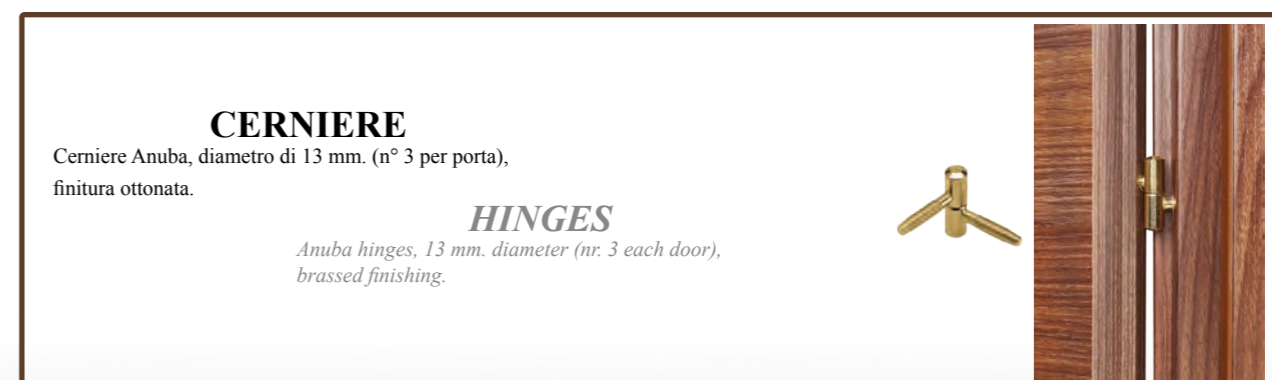 CERNIERE
Cerniere Anuba, diametro di 13 mm. (n° 3 per porta),
finitura ottonata.
HINGES
Anuba hinges, 13 mm. diameter (nr. 3 each door),
brassed finishing.